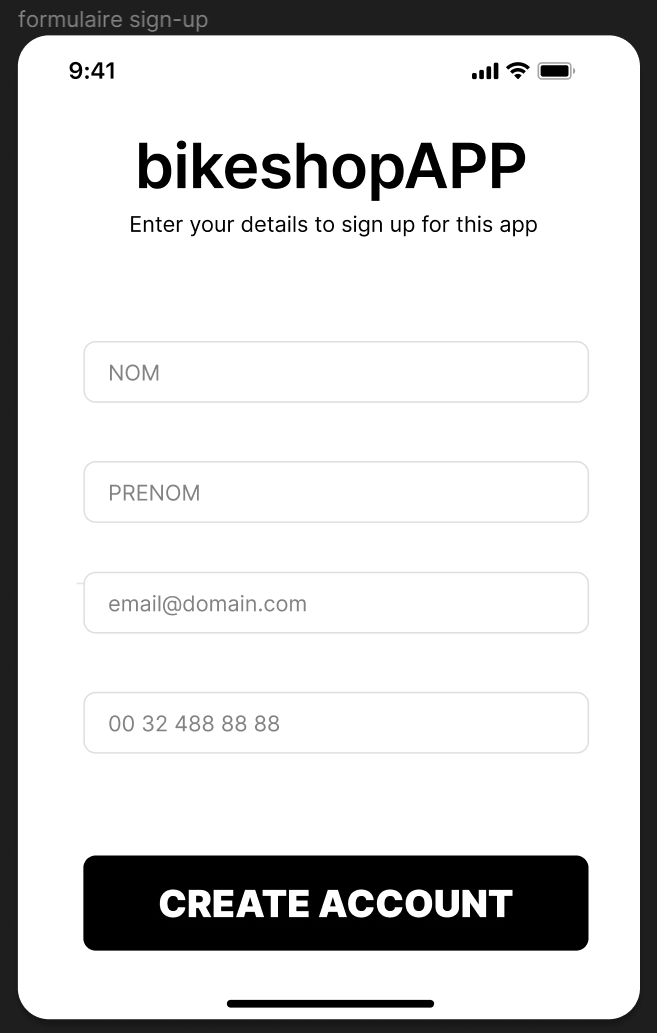 formulaire sign-up
9:41
bikeshopAPP
Enter your details to sign up for this app
NOM
PRENOM
email@domain.com
00 32 488 88 88
CREATE ACCOUNT